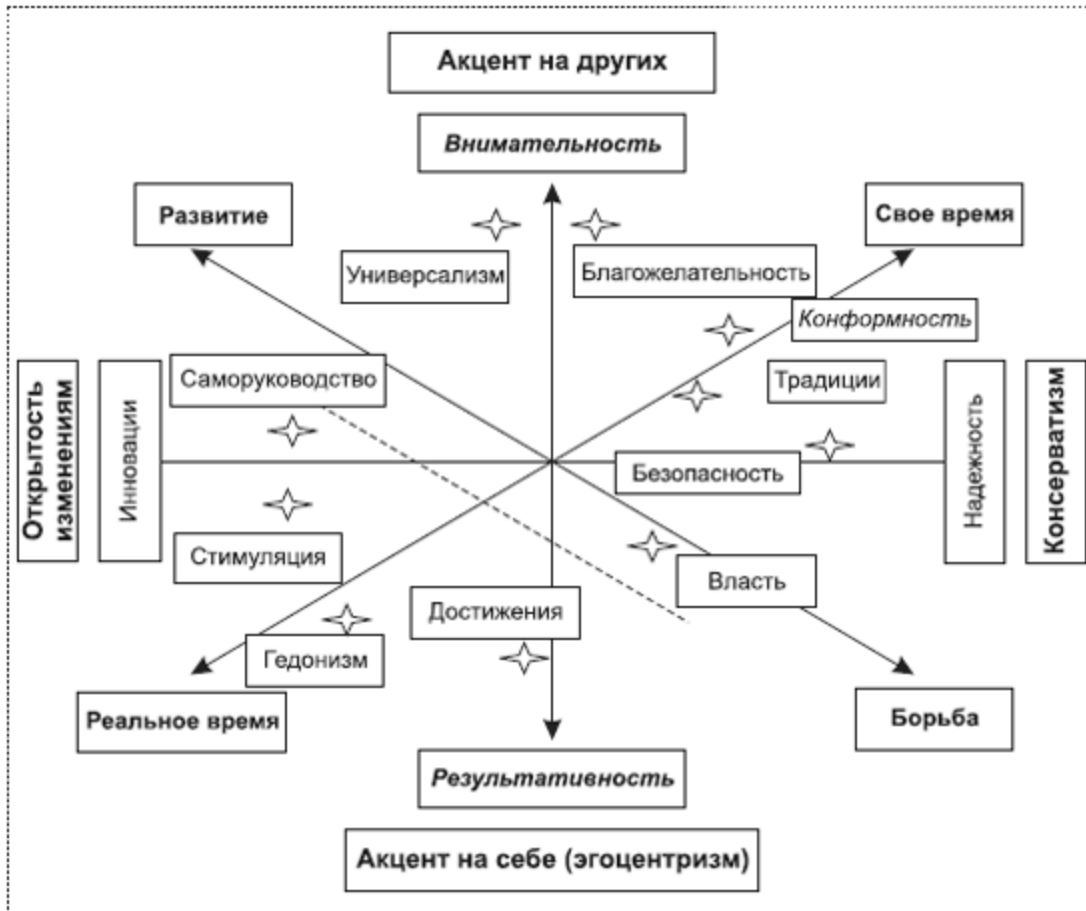 Акцент на других
Внимательность
Развитие
Свое время
Универсализм
Благожелательность
Конформность
Саморуководство
Традиции
Открытость
изменениям
Инновации
Безопасность
Надежность
Консерватизм
Стимуляция
Власть
Достижения
Гедонизм
Реальное время
Борьба
Результативность
Акцент на себе (эгоцентризм)